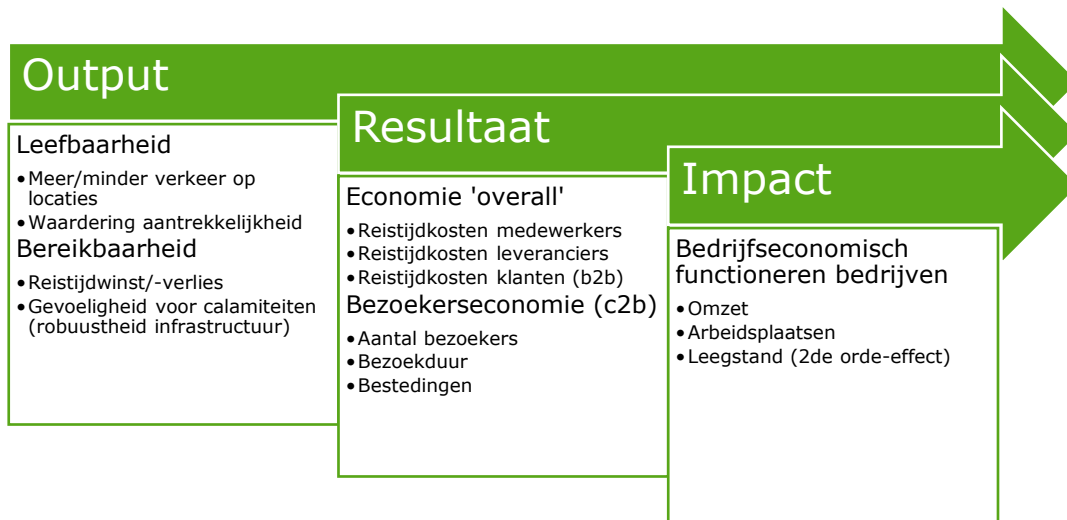 Output
Leefbaarheid
•Meer/minder verkeer op
locaties
•Waardering aantrekkelijkheid
Bereikbaarheid
•Reistijdwinst/-verlies
•Gevoeligheid voor calamiteiten
(robuustheid infrastructuur)
Resultaat
Economie 'overall'
•Reistijdkosten medewerkers
•Reistijdkosten leveranciers
•Reistijdkosten klanten (b2b)
Bezoekerseconomie (c2b)
•Aantal bezoekers
•Bezoekduur
•Bestedingen
Impact
Bedrijfseconomisch
functioneren bedrijven
•Omzet
•Arbeidsplaatsen
•Leegstand (2de orde-effect)